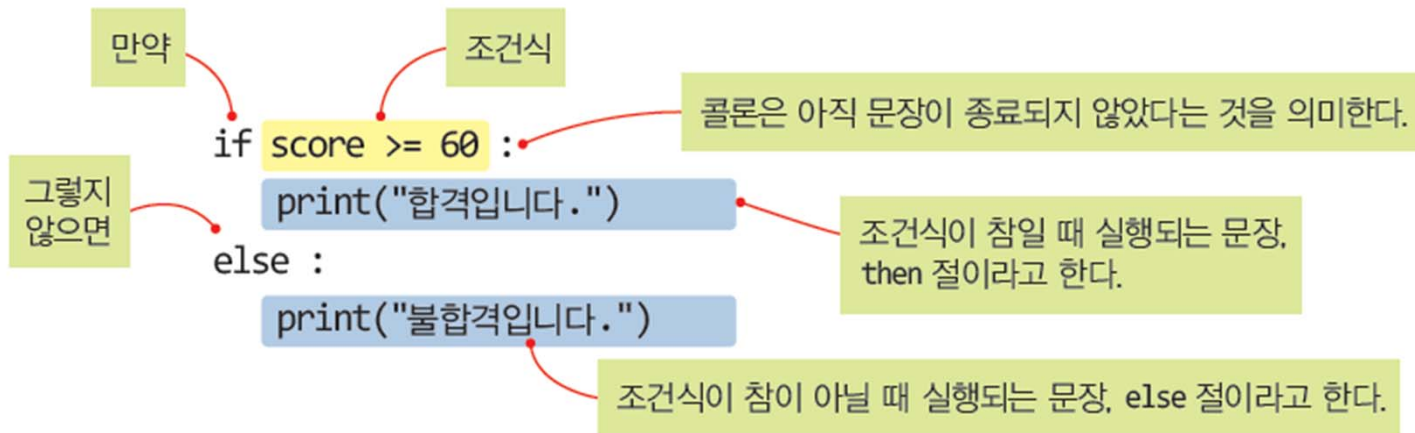 만약
조건식
콜론은 아직 문장이 종료되지 않았다는 것을 의미한다.
if score >= 60 :
그렇지
않으면
print("합격입니다.")
조건식이 참일 때 실행되는 문장,
then 절이라고 한다.
else :
print("불합격입니다.")
조건식이 참이 아닐 때 실행되는 문장, else 절이라고 한다.